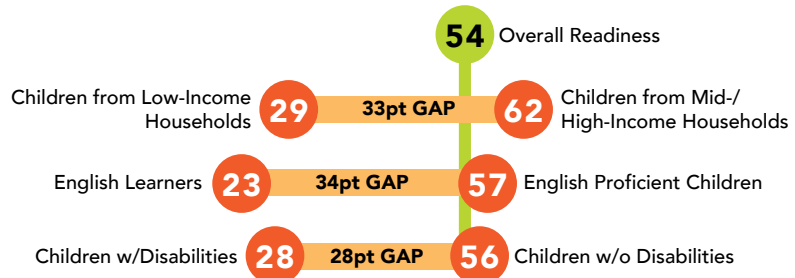 54 Overall Readiness
Children from Low-Income
Households
29 33pt GAP 62
Children from Mid-/
High-Income Households
English Learners 23 34pt GAP 57 English Proficient Children
Children w/Disabilities 28 28pt GAP 56 Children w/o Disabilities